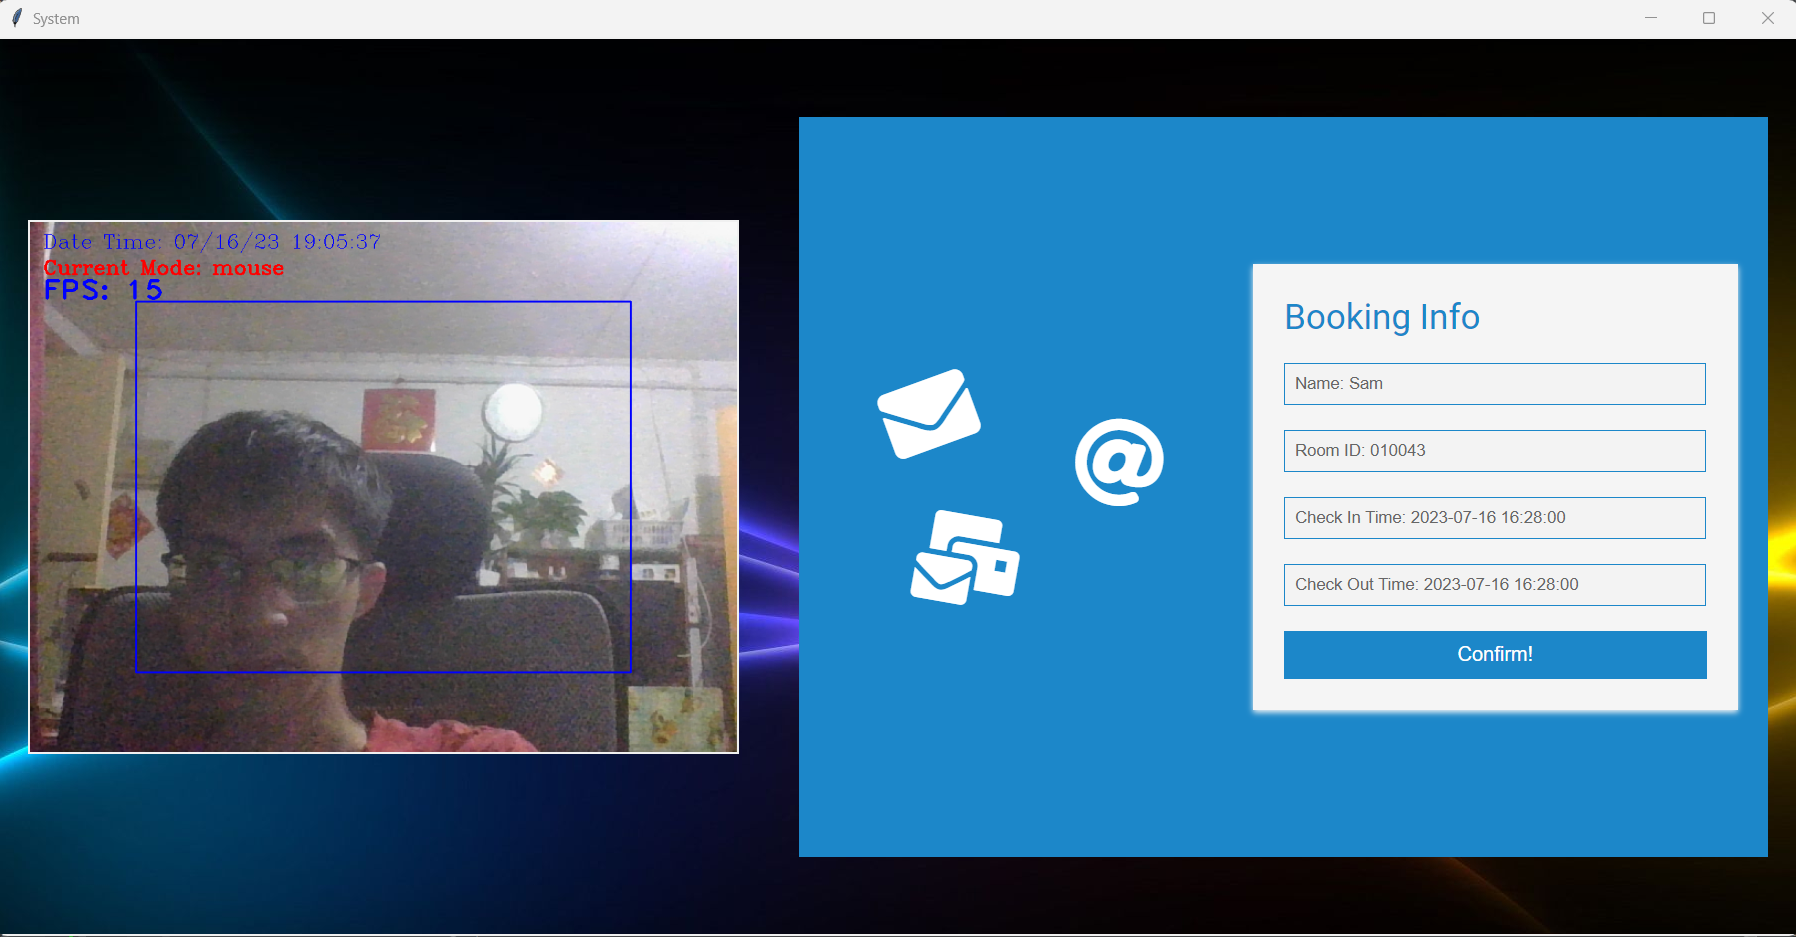 System
Date Time: 07/16/23 19:05:37
Current Mode: mouse
FPS: 15
Booking Info
Name: Sam
Room ID: 010043
Check In Time: 2023-07-16 16:28:00
Check Out Time: 2023-07-16 16:28:00
Confirm!